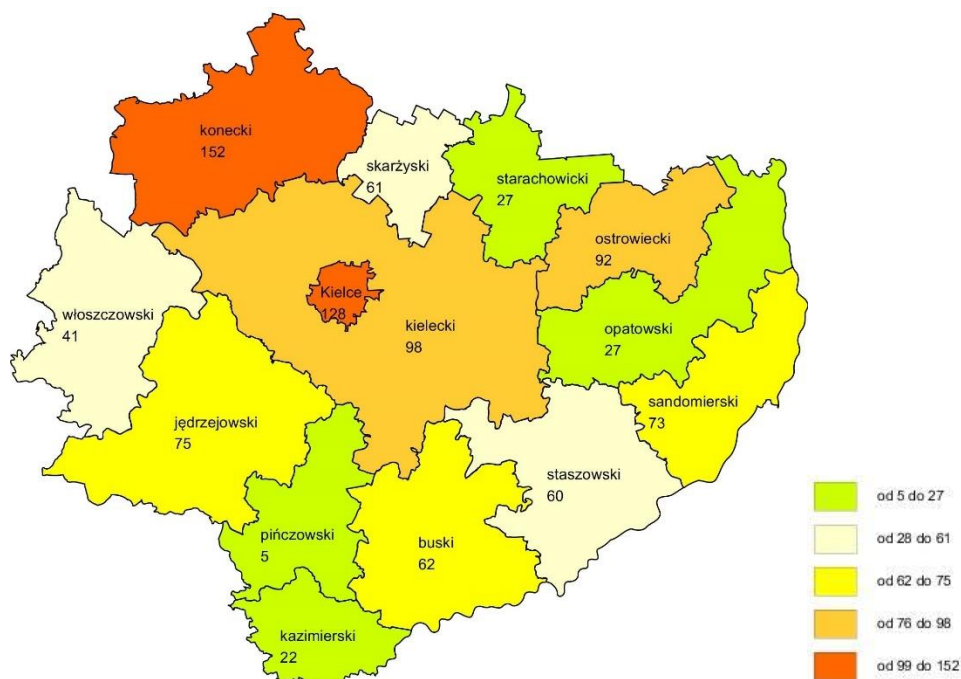 konecki
152
skarżyski
61
starachowicki
27
ostrowiecki
92
Kielce
128
włoszczowski
41
kielecki
98
opatowski
27
sandomierski
73
jędrzejowski
75
staszowski
60
pińczowski
5
buski
62
kazimierski
22
od 5 do 27
od 28 do 61
od 62 do 75
od 76 do 98
od 99 do 152